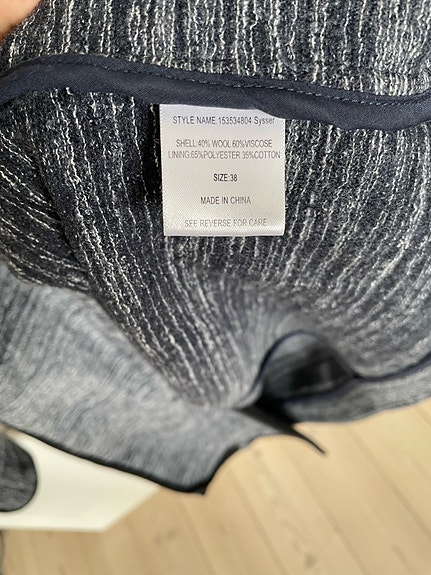 STYLE NAME:153534804 Sysser
SHELL:40% WOOL 60%VISCOSE
LINING:65%POLYESTER 35%COTTON
SIZE:38
MADE IN CHINA
SEE REVERSE FOR CARE